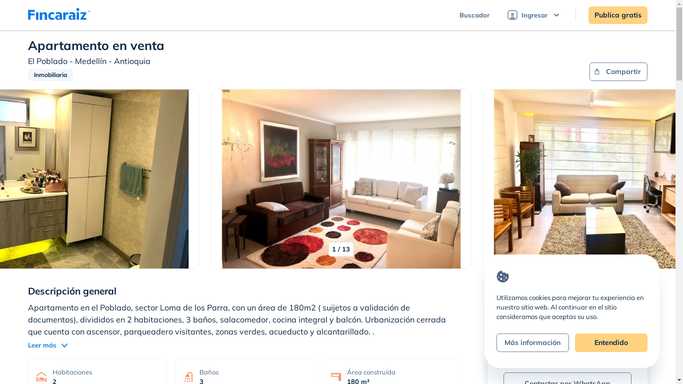 Fincaraiz
Buscador
Ingresar
Publica gratis
Apartamento en venta
El Poblado - Medellín - Antioquia
Inmobiliaria
Compartir
1 / 13
Descripción general
Apartamento en el Poblado, sector Loma de los Parra, con un área de 180m2 ( sujetos a validación de
documentos). divididos en 2 habitaciones, 3 baños, salacomedor, cocina integral y balcón. Urbanización cerrada
que cuenta con ascensor, parqueadero visitantes, zonas verdes, acueducto y alcantarillado. .
Leer más
Habitaciones
2
Baños
3
Área construida
180 m²
Utilizamos cookies para mejorar tu experiencia en
nuestro sitio web. Al continuar en el sitio
consideramos que aceptas su uso.
Más información
Entendido
Contactar por WhatsApp